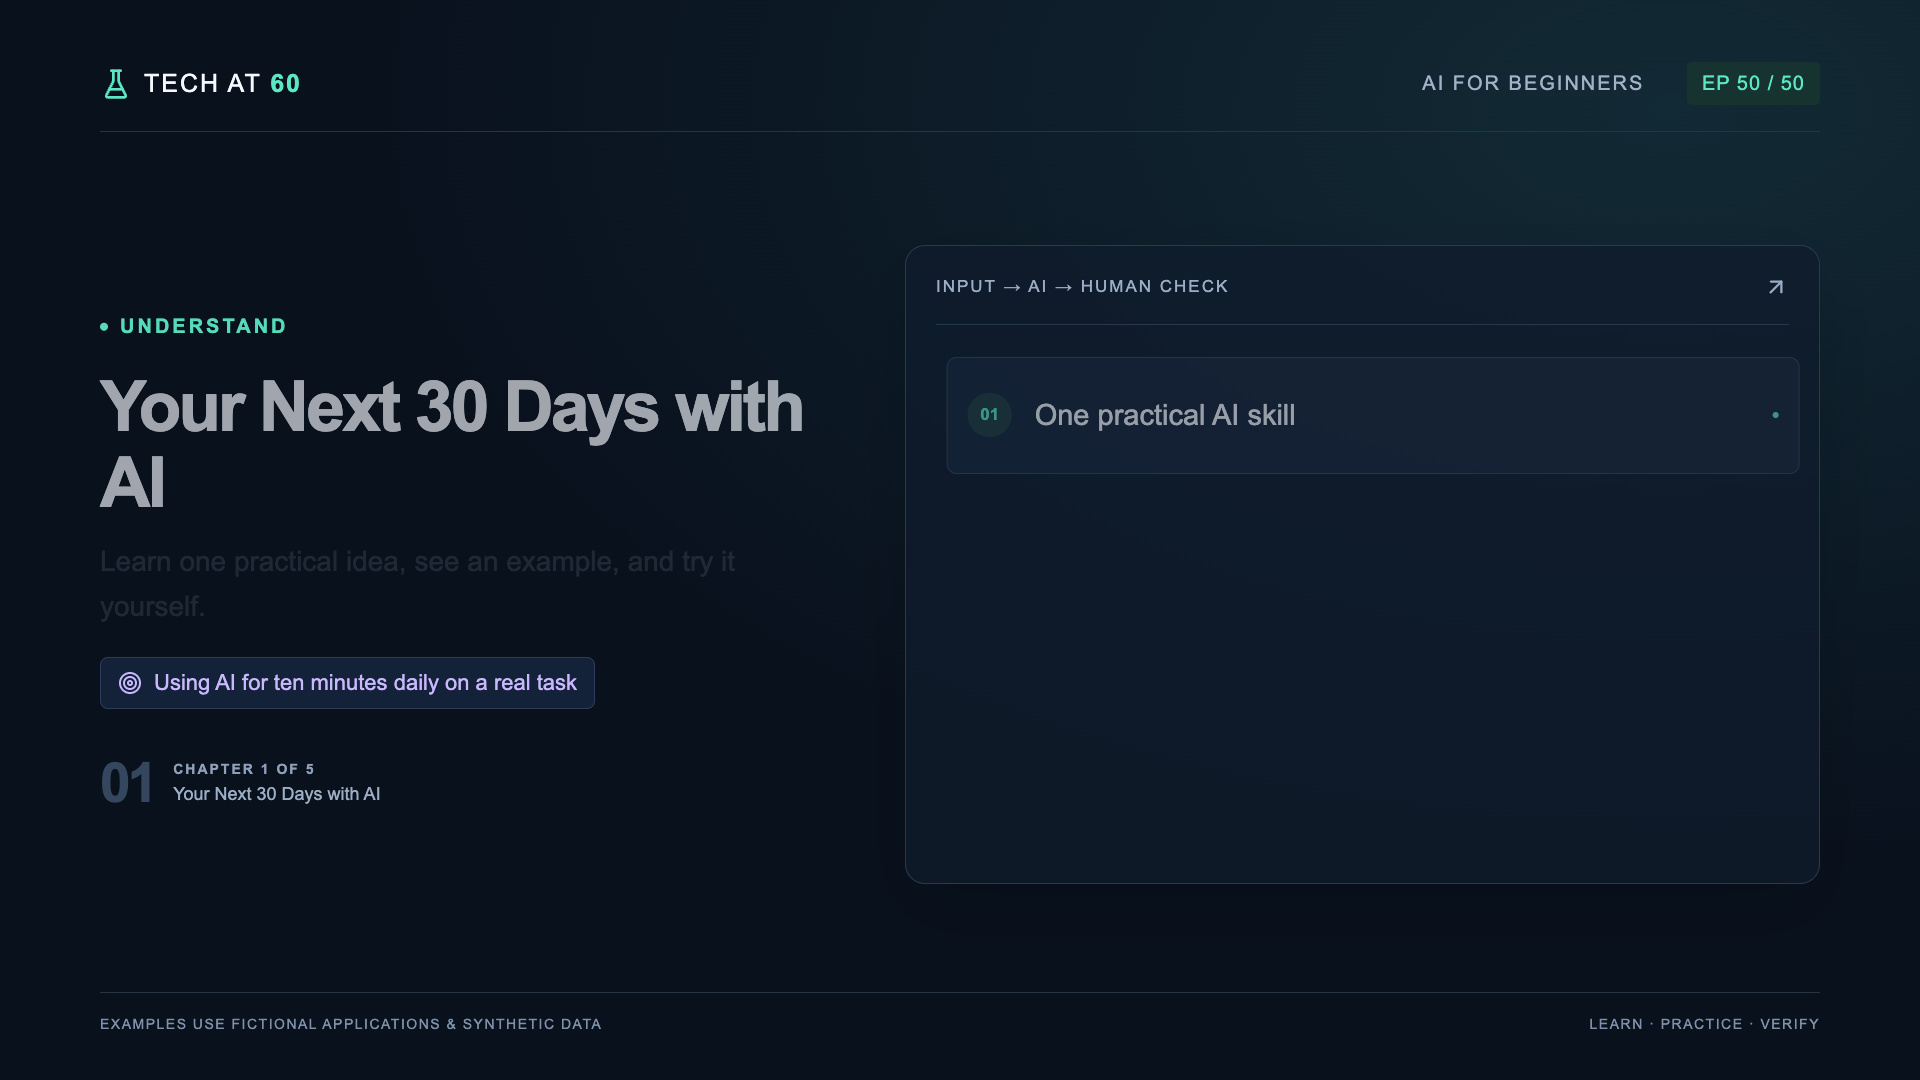 TECH AT 60
AI FOR BEGINNERS
EP 50 / 50
UNDERSTAND
Your Next 30 Days with
AI
Learn one practical idea, see an example, and try it
yourself.
Using AI for ten minutes daily on a real task
01
CHAPTER 1 OF 5
Your Next 30 Days with AI
INPUT → AI → HUMAN CHECK
01
One practical AI skill
EXAMPLES USE FICTIONAL APPLICATIONS & SYNTHETIC DATA
LEARN · PRACTICE · VERIFY